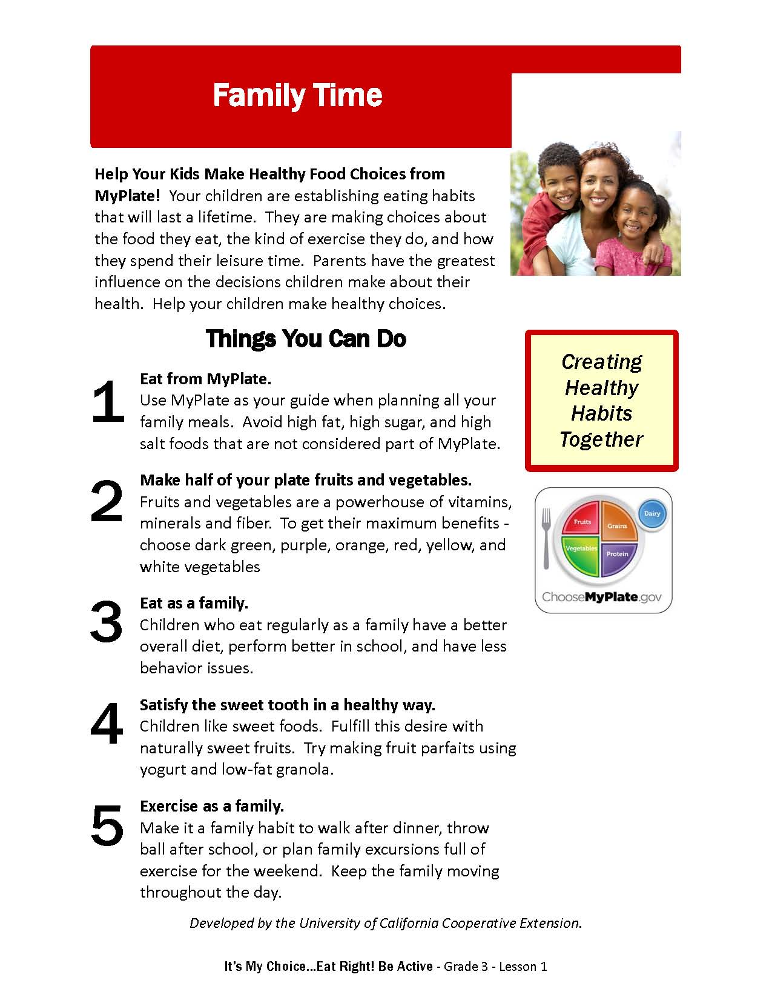 Family Time
Help Your Kids Make Healthy Food Choices from
MyPlate! Your children are establishing eating habits
that will last a lifetime. They are making choices about
the food they eat, the kind of exercise they do, and how
they spend their leisure time. Parents have the greatest
influence on the decisions children make about their
health. Help your children make healthy choices.
Things You Can Do
1
Eat from MyPlate.
Use MyPlate as your guide when planning all your
family meals. Avoid high fat, high sugar, and high
salt foods that are not considered part of MyPlate.
2
Make half of your plate fruits and vegetables.
Fruits and vegetables are a powerhouse of vitamins,
minerals and fiber. To get their maximum benefits -
choose dark green, purple, orange, red, yellow, and
white vegetables
3
Eat as a family.
Children who eat regularly as a family have a better
overall diet, perform better in school, and have less
behavior issues.
4
Satisfy the sweet tooth in a healthy way.
Children like sweet foods. Fulfill this desire with
naturally sweet fruits. Try making fruit parfaits using
yogurt and low-fat granola.
5
Exercise as a family.
Make it a family habit to walk after dinner, throw
ball after school, or plan family excursions full of
exercise for the weekend. Keep the family moving
throughout the day.
Creating
Healthy
Habits
Together
Fruits
Grains
Dairy
Vegetables
Protein
ChooseMyPlate.gov
Developed by the University of California Cooperative Extension.
It's My Choice...Eat Right! Be Active - Grade 3 - Lesson 1